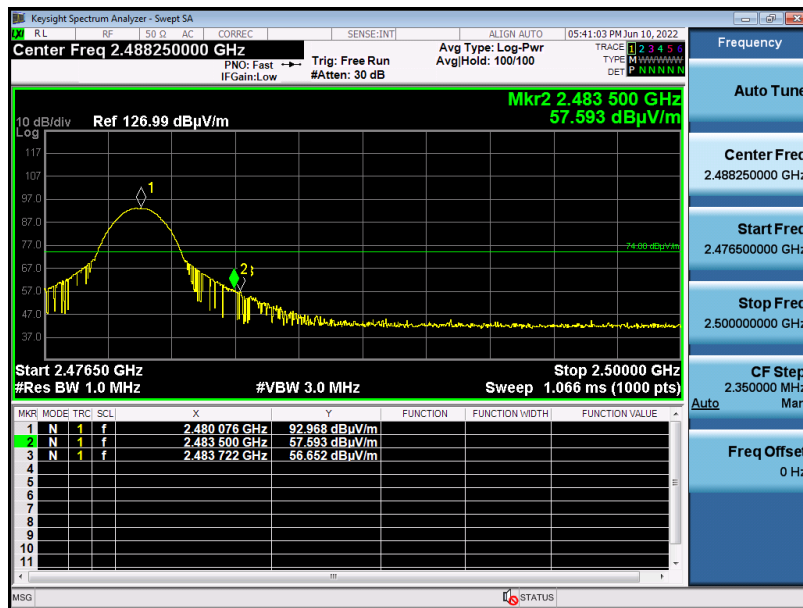 Keysight Spectrum Analyzer - Swept SA
LXI RL RF 50 Ω AC CORREC SENSE:INT ALIGN AUTO 05:41:03 PM Jun 10, 2022
Center Freq 2.488250000 GHz
PNO: Fast
IFGain:Low
Trig: Free Run
#Atten: 30 dB
Avg Type: Log-Pwr
Avg|Hold: 100/100
TRACE 1 2 3 4 5 6
TYPE MWWWWW
DET P N N N N N
Mkr2 2.483 500 GHz
57.593 dBµV/m
10 dB/div Ref 126.99 dBµV/m
Log
117
107
97.0
87.0
77.0
67.0
57.0
47.0
37.0
1
2
3
74.00 dBµV/m
Start 2.47650 GHz Stop 2.50000 GHz
#Res BW 1.0 MHz #VBW 3.0 MHz Sweep 1.066 ms (1000 pts)
MKR MODE TRC SCL X Y FUNCTION FUNCTION WIDTH FUNCTION VALUE
1 N 1 f 2.480 076 GHz 92.968 dBµV/m
2 N 1 f 2.483 500 GHz 57.593 dBµV/m
3 N 1 f 2.483 722 GHz 56.652 dBµV/m
4
5
6
7
8
9
10
11
MSG STATUS
Frequency
Auto Tune
Center Freq
2.488250000 GHz
Start Freq
2.476500000 GHz
Stop Freq
2.500000000 GHz
CF Step
2.350000 MHz
Auto Man
Freq Offset
0 Hz